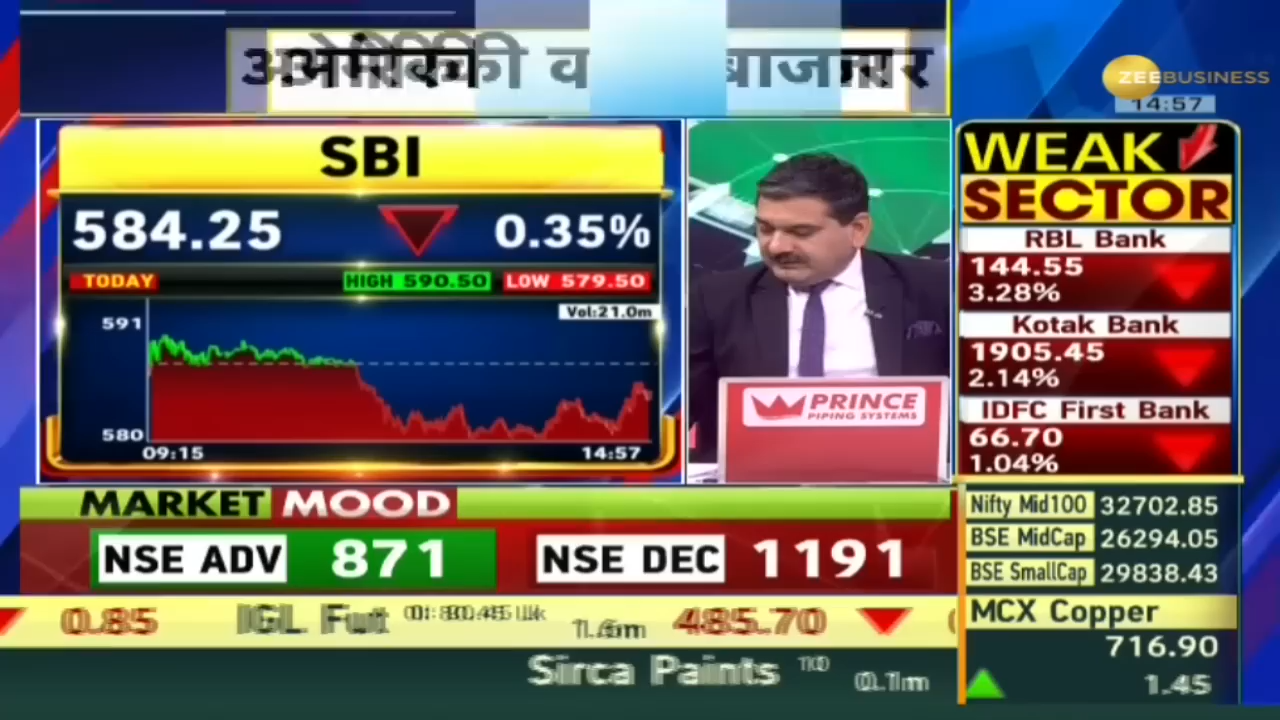 अमेरिकी
बाजार
ZEEBUSINESS
14:57
SBI
584.25 0.35%
TODAY HIGH 590.50 LOW 579.50
Vol:21.0m
591
580
09:15 14:57
PRINCE
PIPING SYSTEMS
WEAK
SECTOR
RBL Bank
144.55
3.28%
Kotak Bank
1905.45
2.14%
IDFC First Bank
66.70
1.04%
MARKET MOOD
NSE ADV 871 NSE DEC 1191
Nifty Mid100 32702.85
BSE MidCap 26294.05
BSE SmallCap 29838.43
MCX Copper
716.90
1.45
0.85 IGL Fut 485.70
Sirca Paints 0.1m